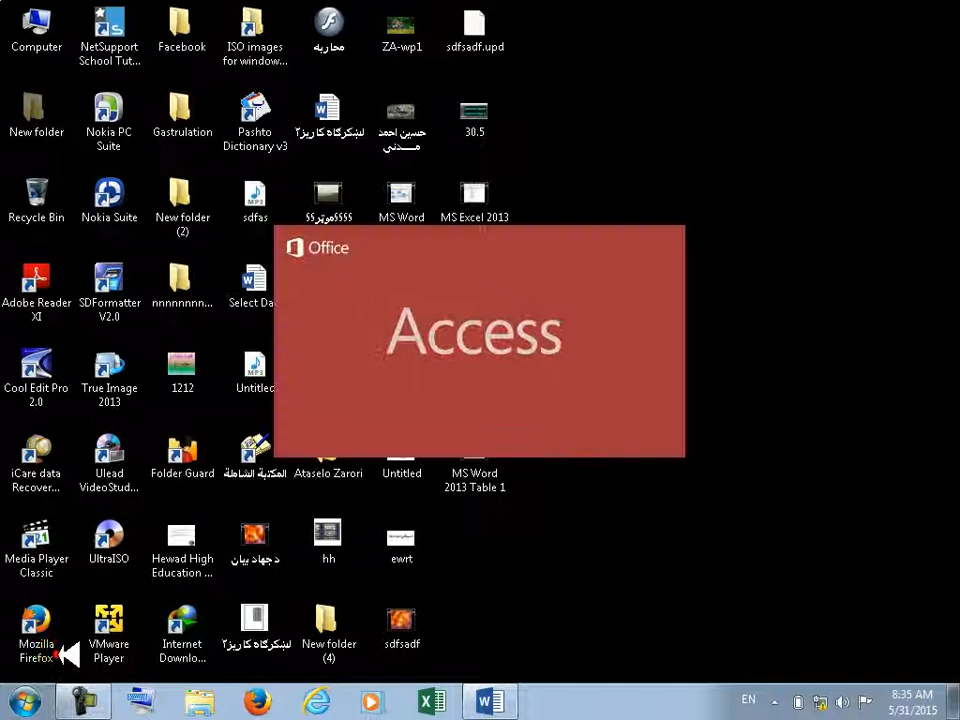 Computer
NetSupport
School Tut...
Facebook
ISO images
for window...
محاربه
ZA-wp1
sdfsadf.upd
New folder
Nokia PC
Suite
Gastrulation
Pashto
Dictionary v3
لښکرګاه کاریز۲
حسین احمد
مـــدنی
30.5
Recycle Bin
Nokia Suite
New folder
(2)
sdfas
؟؟موټر؟؟؟؟
MS Word
MS Excel 2013
Office
Access
Adobe Reader
XI
SDFormatter
V2.0
nnnnnnnn...
Select Da
Cool Edit Pro
2.0
True Image
2013
1212
Untitled
iCare data
Recover...
Ulead
VideoStud...
Folder Guard
المكتبة الشاملة
Ataselo Zarori
Untitled
MS Word
2013 Table 1
Media Player
Classic
UltraISO
Hewad High
Education ...
د جهاد بیان
hh
ewrt
Mozilla
Firefox
VMware
Player
Internet
Downlo...
لښکرګاه کاریز۲
New folder
(4)
sdfsadf
EN
8:35 AM
5/31/2015